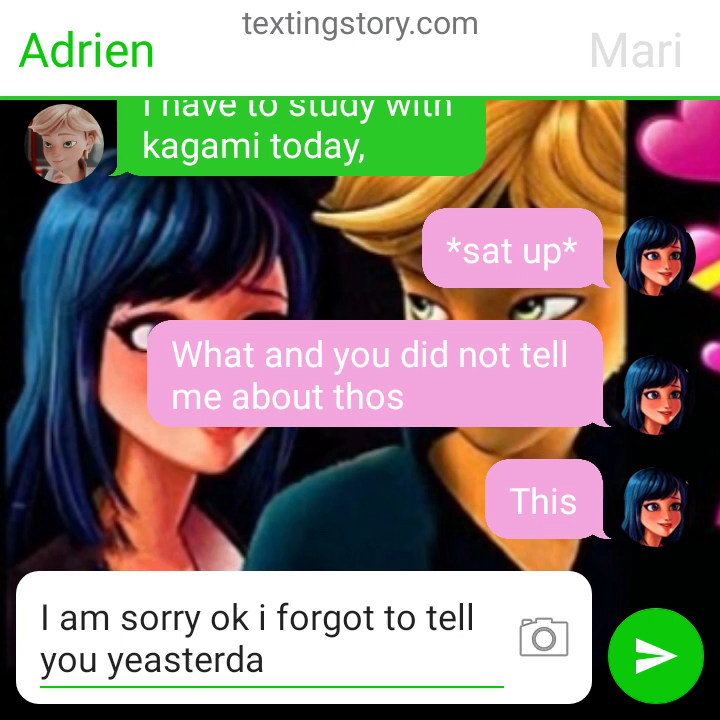 textingstory.com
Adrien
Mari
I have to study with
kagami today,
*sat up*
What and you did not tell
me about thos
This
I am sorry ok i forgot to tell
you yeasterda